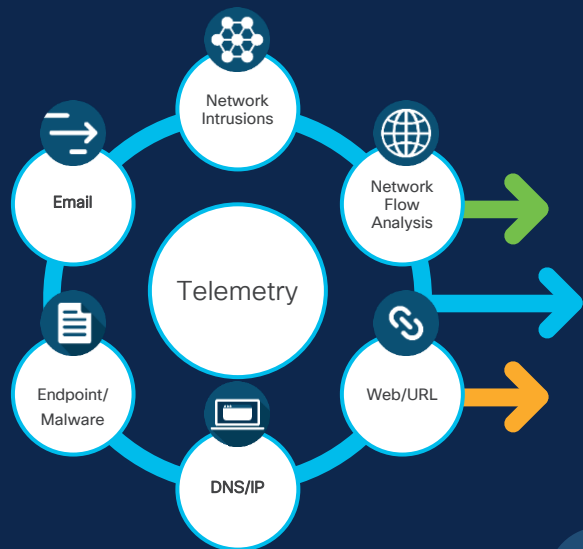 Network
Intrusions
Email
Network
Flow
Analysis
Telemetry
Endpoint/
Malware
Web/URL
DNS/IP